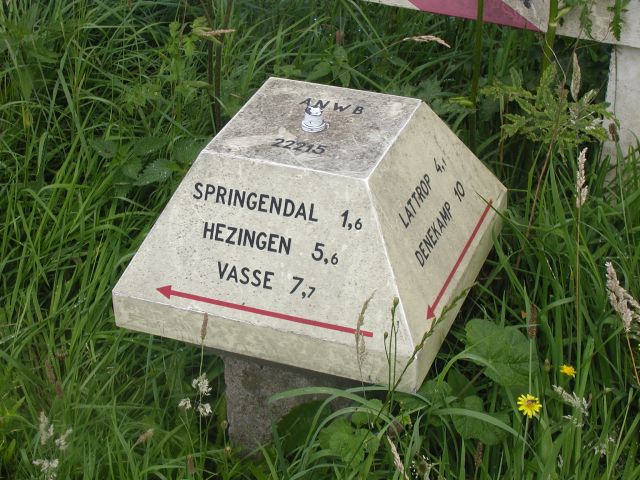 ANWB
22215
SPRINGENDAL 1,6
HEZINGEN 5,6
VASSE 7,7
LATTROP 4,1
DENEKAMP 10